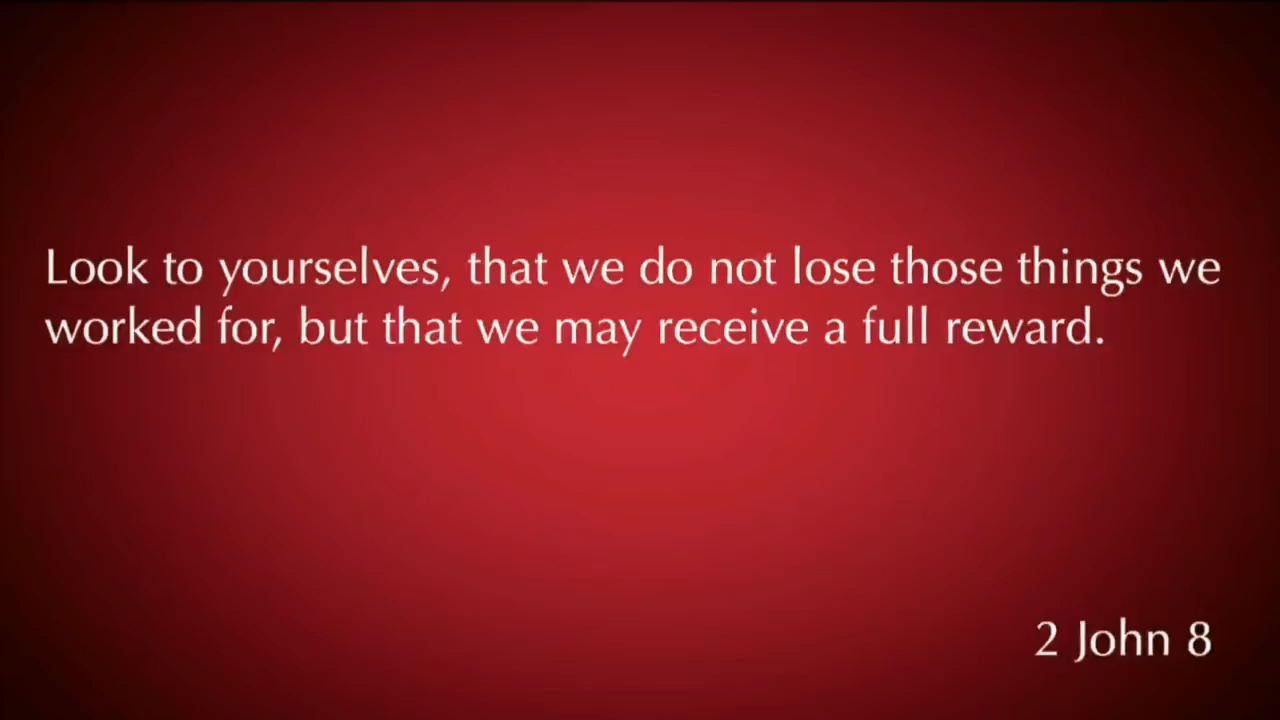 Look to yourselves, that we do not lose those things we
worked for, but that we may receive a full reward.
2 John 8